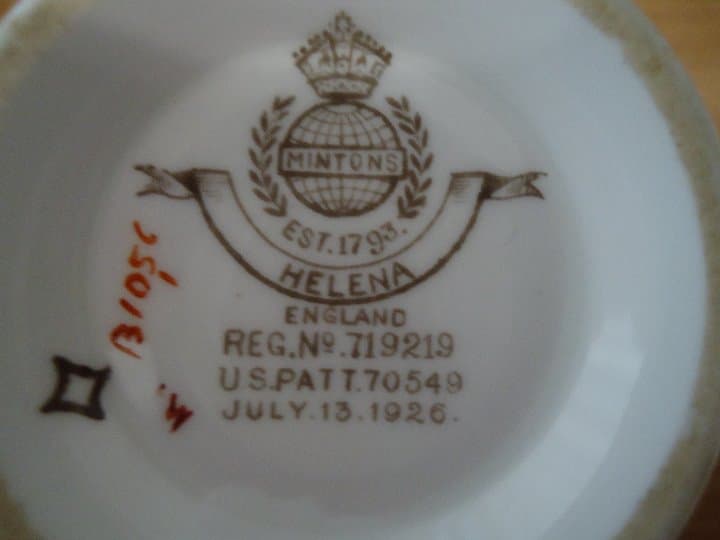 MINTONS
EST. 1793.
HELENA
ENGLAND
REG. Nº. 719219
U S. PATT. 70549
JULY. 13. 1926.